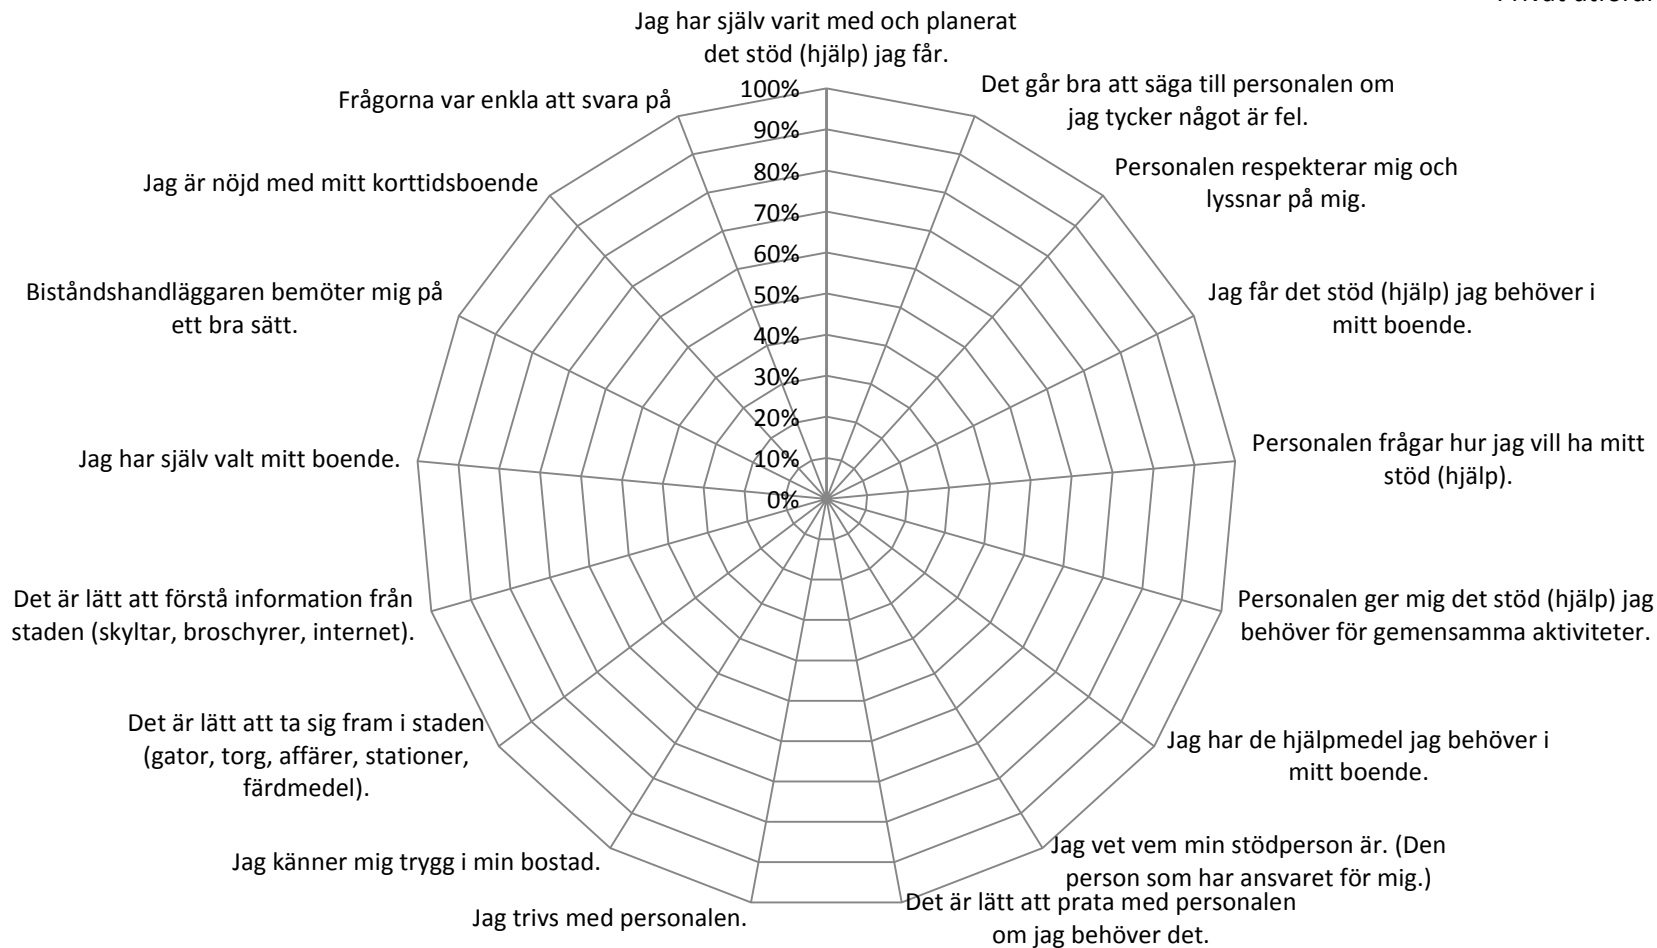 Jag har själv varit med och planerat
det stöd (hjälp) jag får.
Det går bra att säga till personalen om
jag tycker något är fel.
Personalen respekterar mig och
lyssnar på mig.
Jag får det stöd (hjälp) jag behöver i
mitt boende.
Personalen frågar hur jag vill ha mitt
stöd (hjälp).
Personalen ger mig det stöd (hjälp) jag
behöver för gemensamma aktiviteter.
Jag har de hjälpmedel jag behöver i
mitt boende.
Jag vet vem min stödperson är. (Den
person som har ansvaret för mig.)
Det är lätt att prata med personalen
om jag behöver det.
Jag trivs med personalen.
Jag känner mig trygg i min bostad.
Det är lätt att ta sig fram i staden
(gator, torg, affärer, stationer,
färdmedel).
Det är lätt att förstå information från
staden (skyltar, broschyrer, internet).
Jag har själv valt mitt boende.
Biståndshandläggaren bemöter mig på
ett bra sätt.
Jag är nöjd med mitt korttidsboende
Frågorna var enkla att svara på
100%
90%
80%
70%
60%
50%
40%
30%
20%
10%
0%